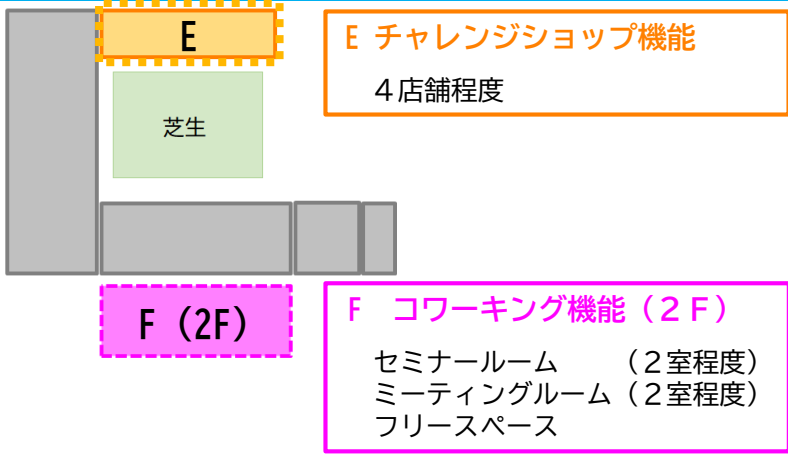 E
E チャレンジショップ機能
４店舗程度
芝生
F（2F）
F　コワーキング機能（２Ｆ）
セミナールーム　　（２室程度）
ミーティングルーム（２室程度）
フリースペース